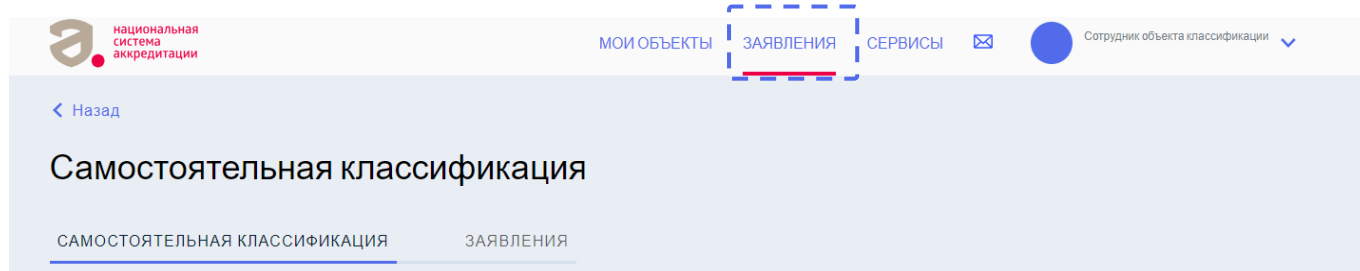 национальная
система
аккредитации
МОИ ОБЪЕКТЫ ЗАЯВЛЕНИЯ СЕРВИСЫ Сотрудник объекта классификации
Назад
Самостоятельная классификация
САМОСТОЯТЕЛЬНАЯ КЛАССИФИКАЦИЯ ЗАЯВЛЕНИЯ